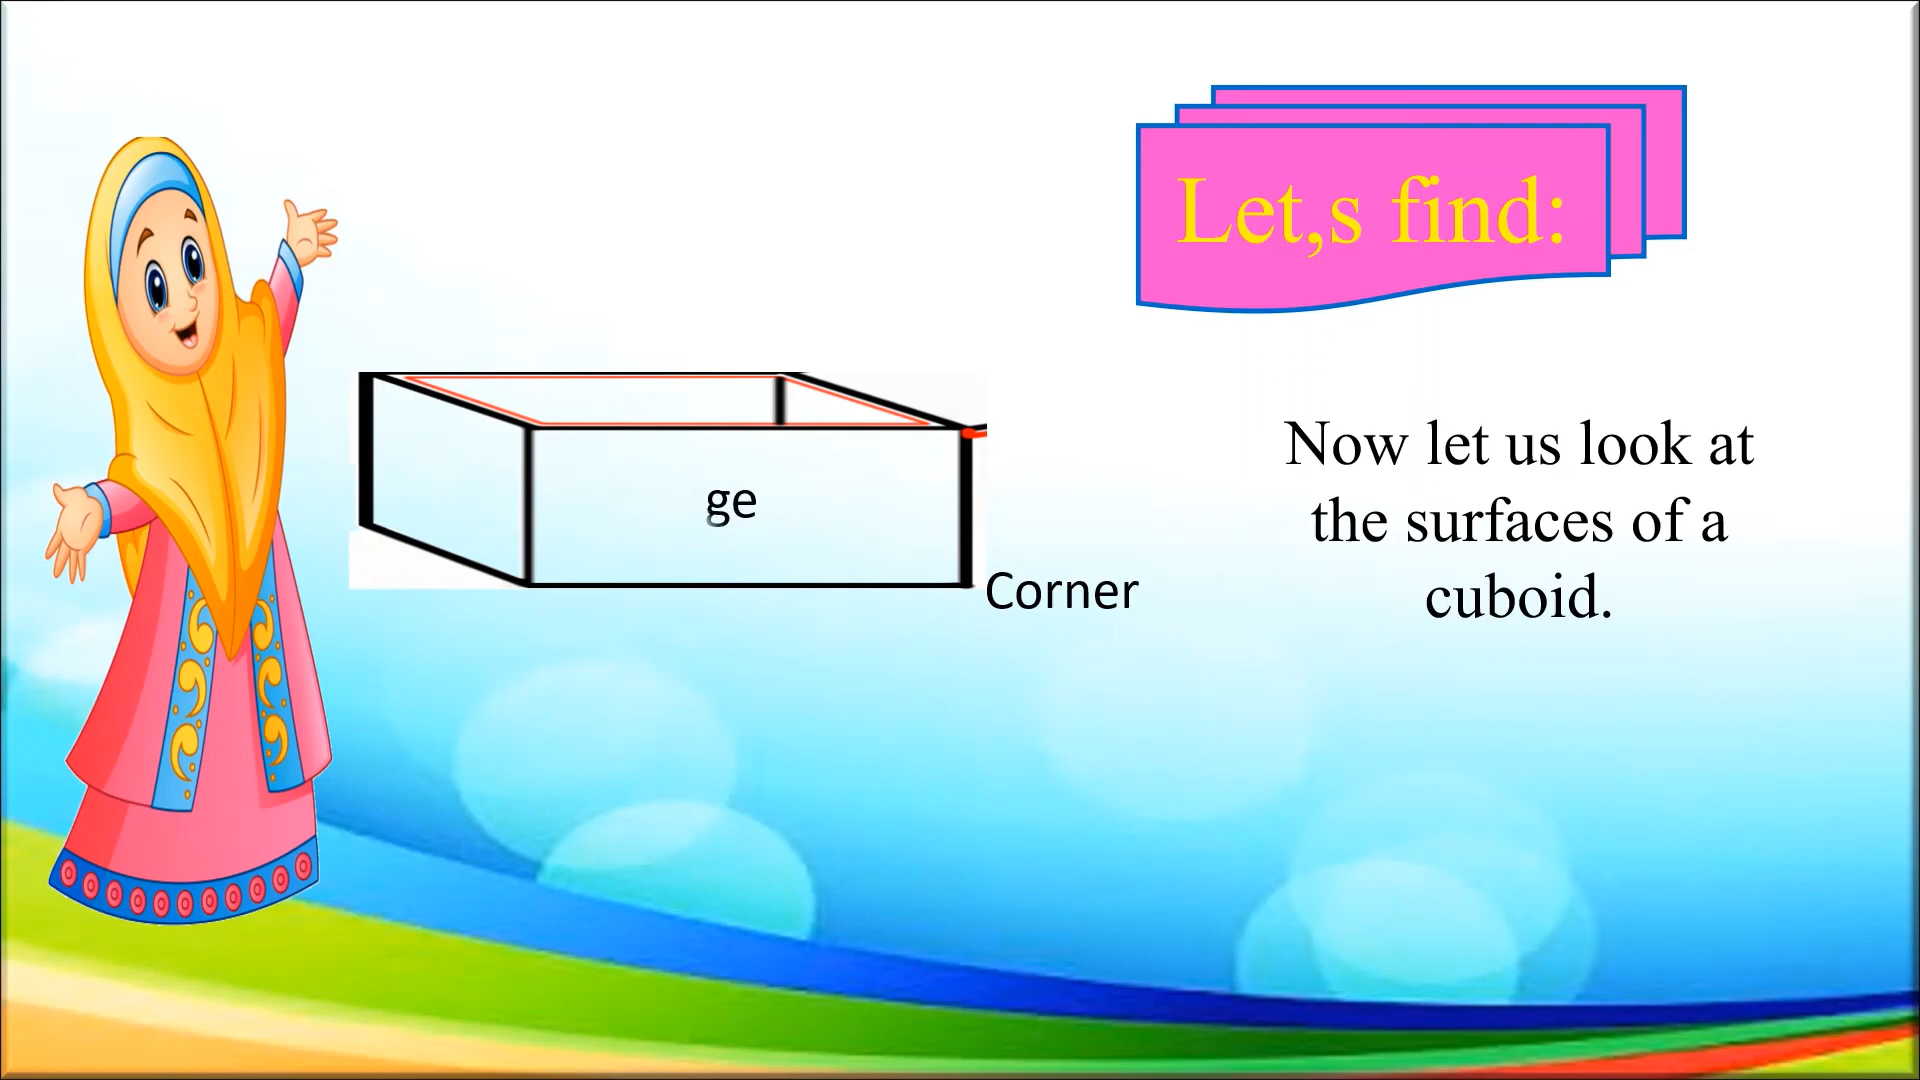 Let,s find:
Now let us look at
the surfaces of a
cuboid.
ge
Corner